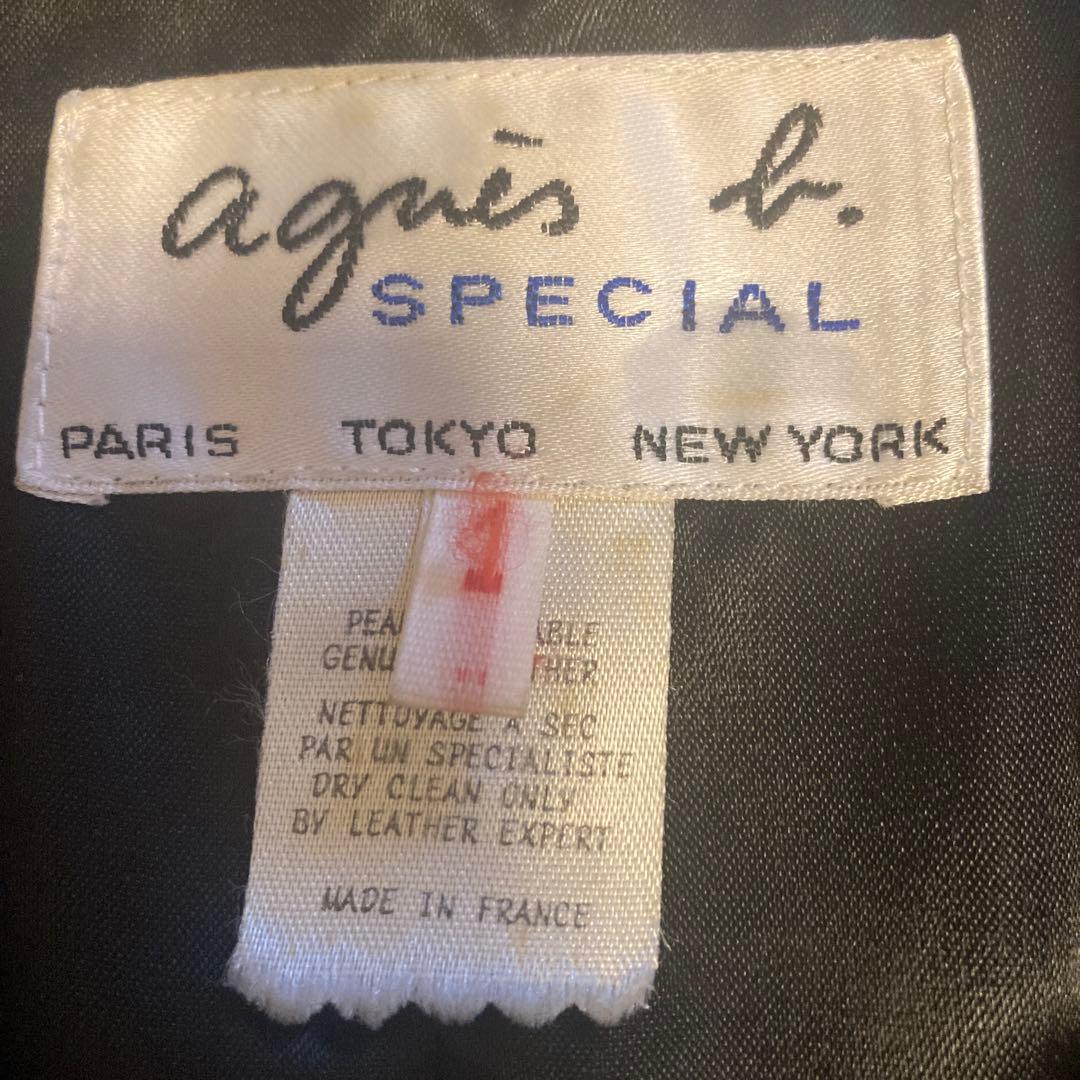 agnès b.
SPECIAL
PARIS TOKYO NEW YORK
1
NETTOYAGE A SEC
PAR UN SPECIALISTE
DRY CLEAN ONLY
BY LEATHER EXPERT
MADE IN FRANCE